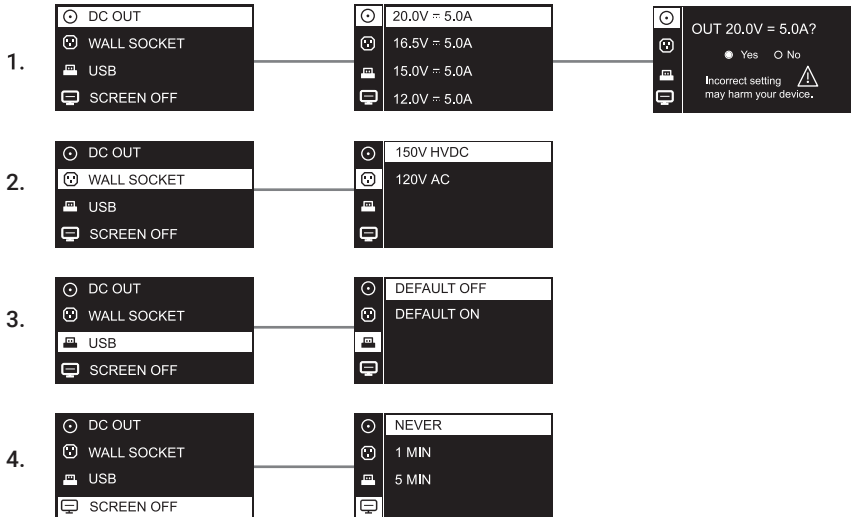 1.
DC OUT
WALL SOCKET
USB
SCREEN OFF
20.0V ⎓ 5.0A
16.5V ⎓ 5.0A
15.0V ⎓ 5.0A
12.0V ⎓ 5.0A
OUT 20.0V = 5.0A?
Yes No
Incorrect setting
may harm your device.
2.
DC OUT
WALL SOCKET
USB
SCREEN OFF
150V HVDC
120V AC
3.
DC OUT
WALL SOCKET
USB
SCREEN OFF
DEFAULT OFF
DEFAULT ON
4.
DC OUT
WALL SOCKET
USB
SCREEN OFF
NEVER
1 MIN
5 MIN